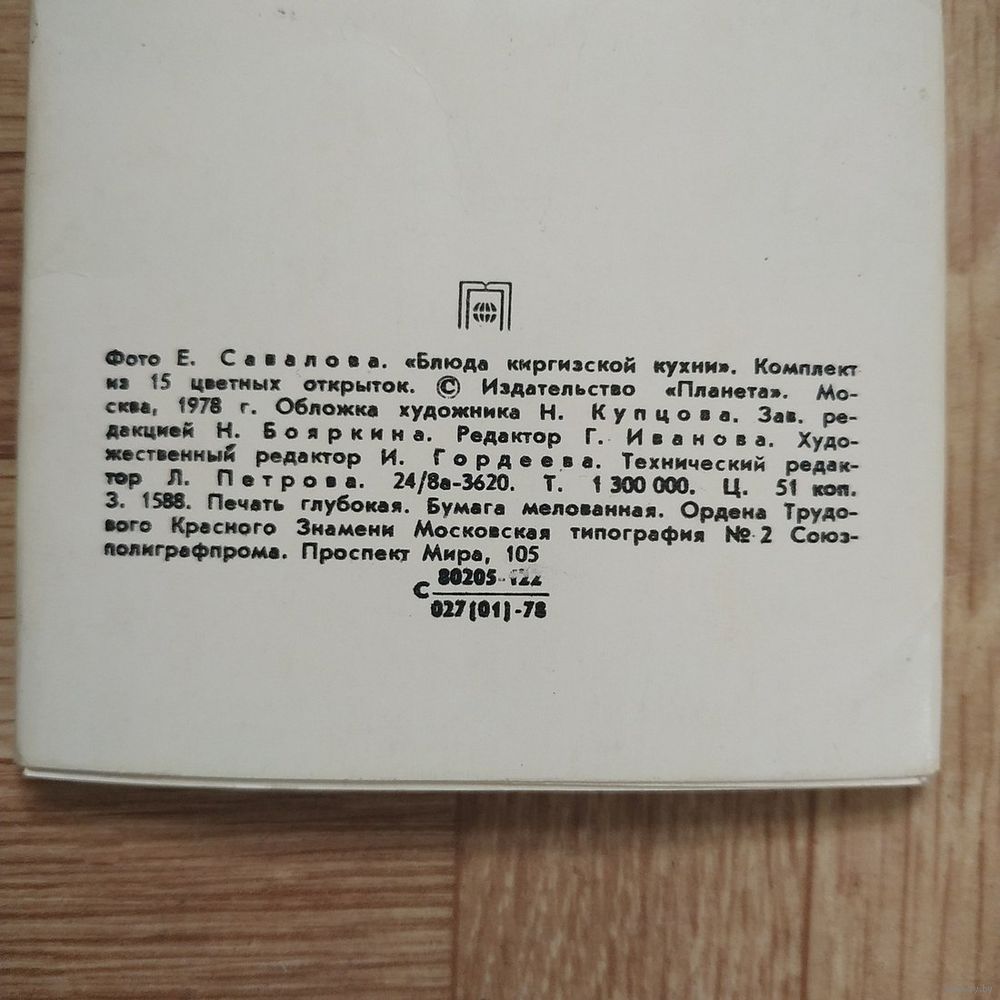 Фото Е. Савалова. «Блюда киргизской кухни». Комплект
из 15 цветных открыток. © Издательство «Планета». Мо-
сква, 1978 г. Обложка художника Н. Купцова. Зав. ре-
дакцией Н. Бояркина. Редактор Г. Иванова. Худо-
жественный редактор И. Гордеева. Технический редак-
тор Л. Петрова. 24/8а-3620. Т. 1 300 000. Ц. 51 коп.
З. 1588. Печать глубокая. Бумага мелованная. Ордена Трудо-
вого Красного Знамени Московская типография № 2 Союз-
полиграфпрома. Проспект Мира, 105
С 80205-122
027(01)-78